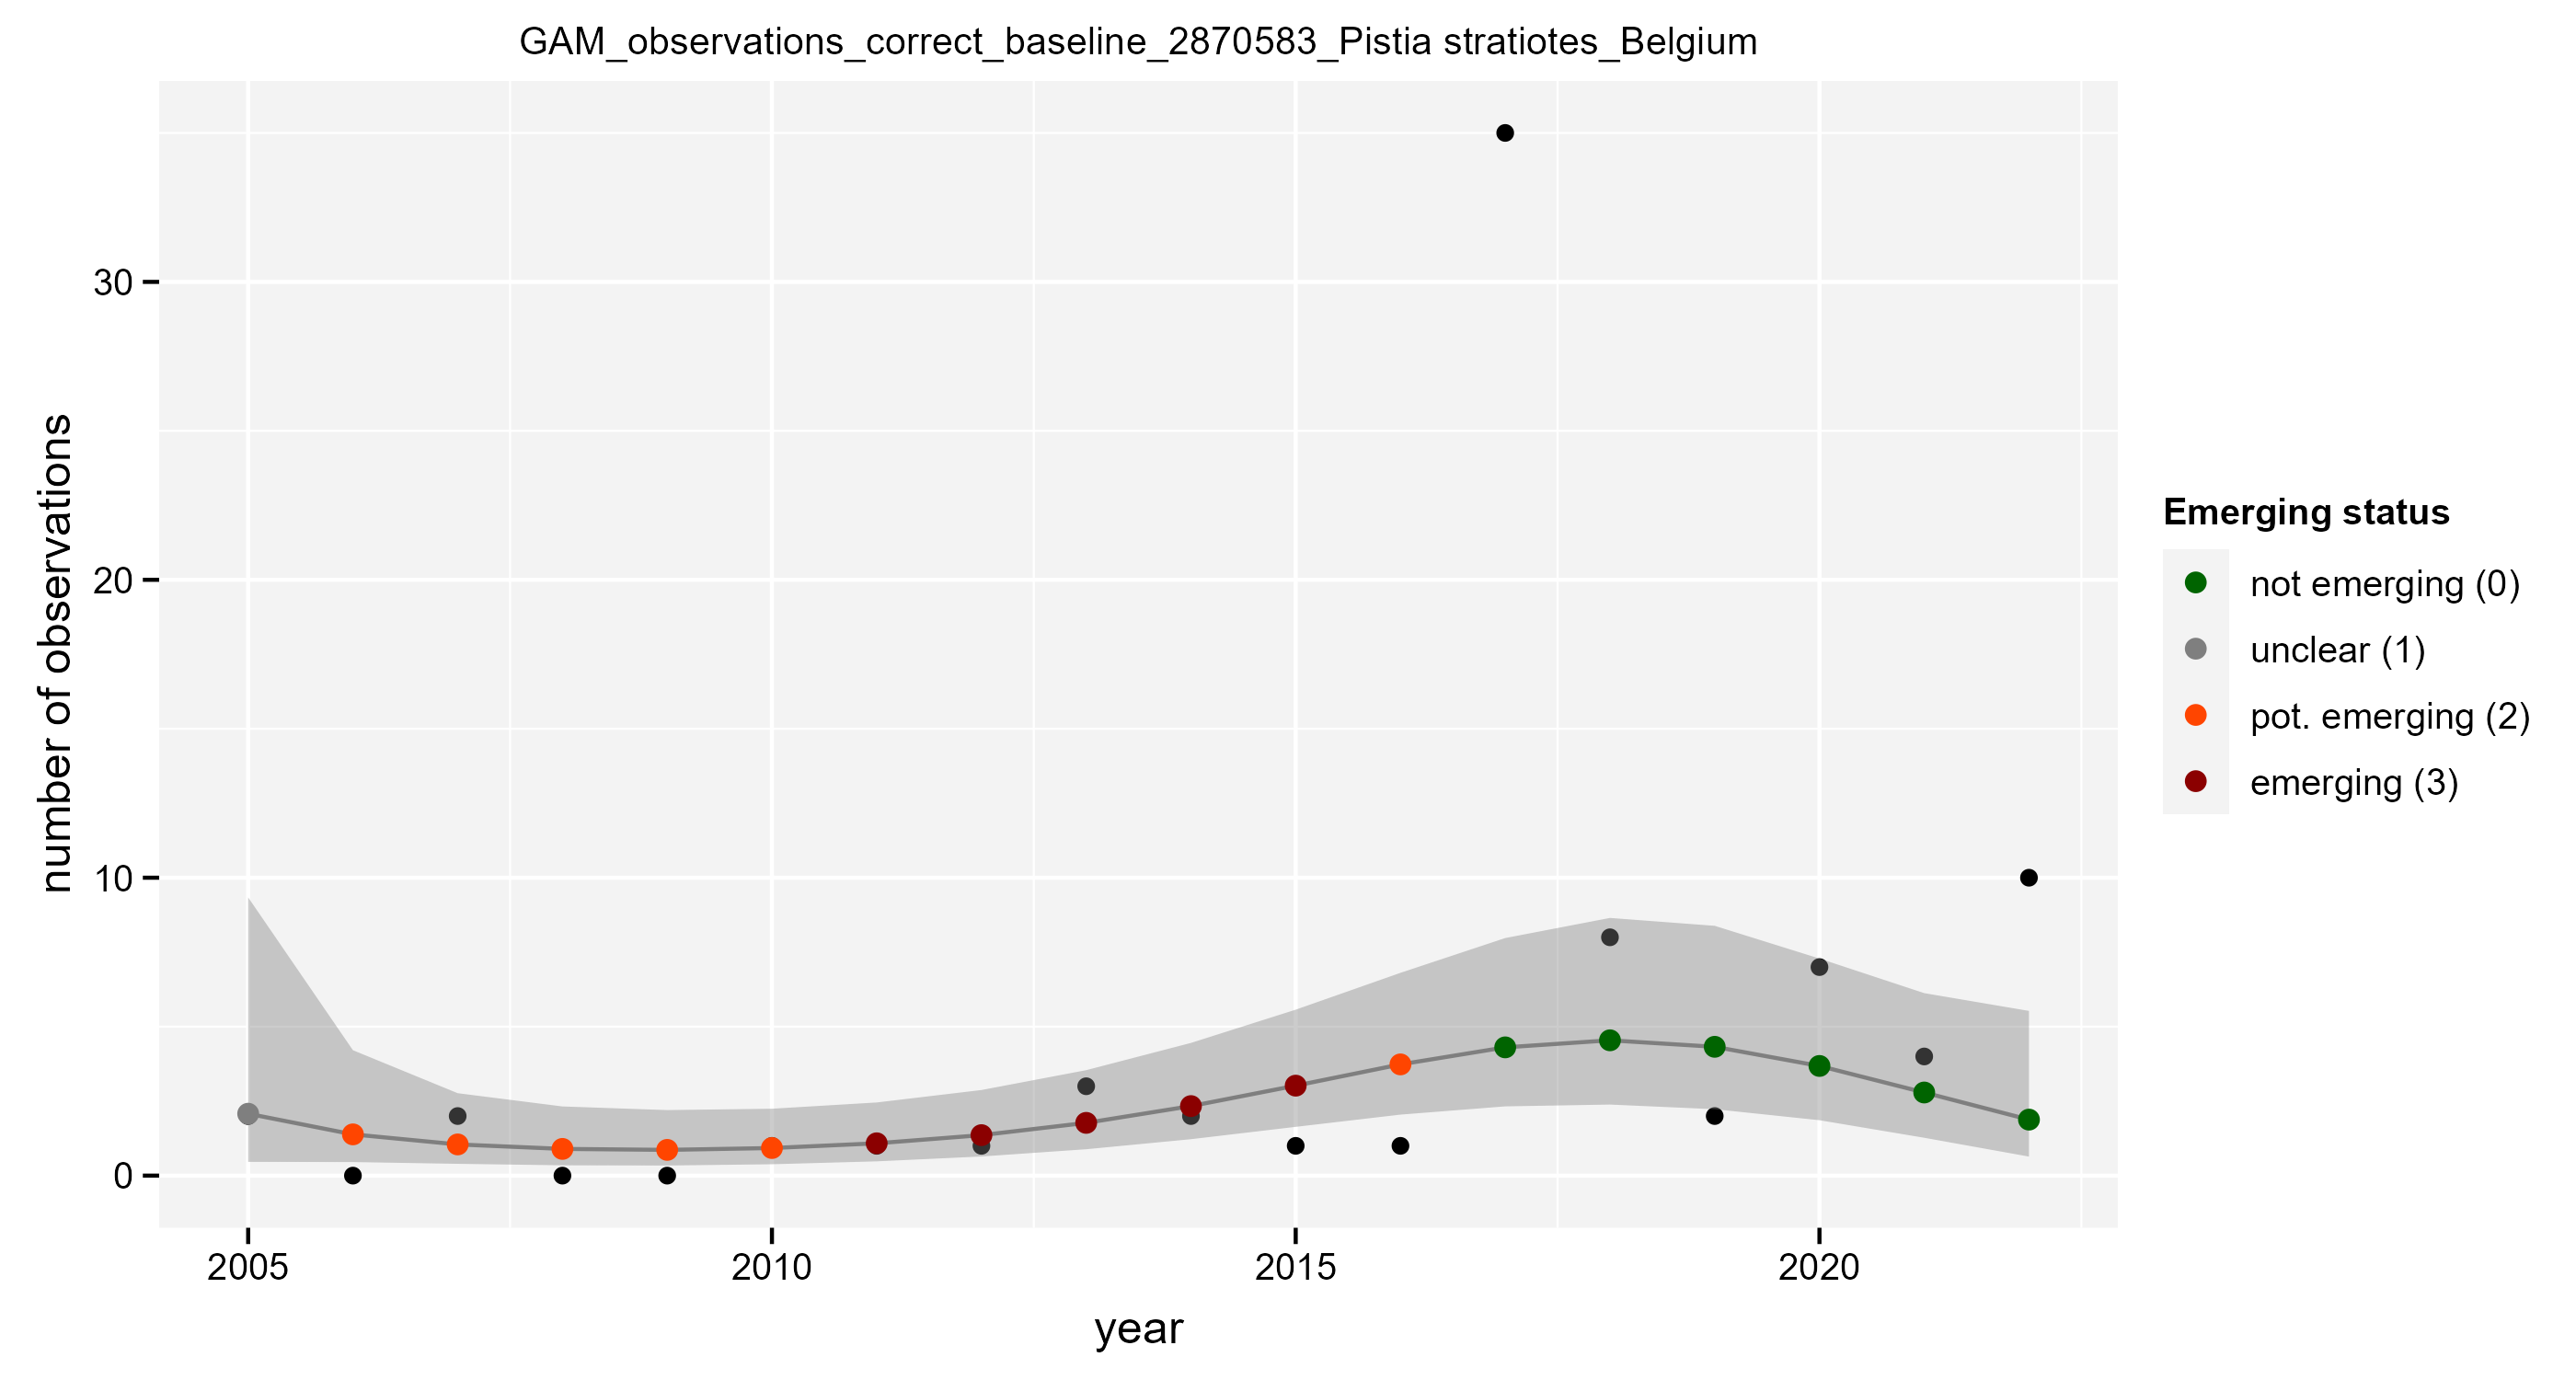 GAM_observations_correct_baseline_2870583_Pistia stratiotes_Belgium
number of observations
30
20
10
0
2005
2010
2015
2020
year
Emerging status
not emerging (0)
unclear (1)
pot. emerging (2)
emerging (3)